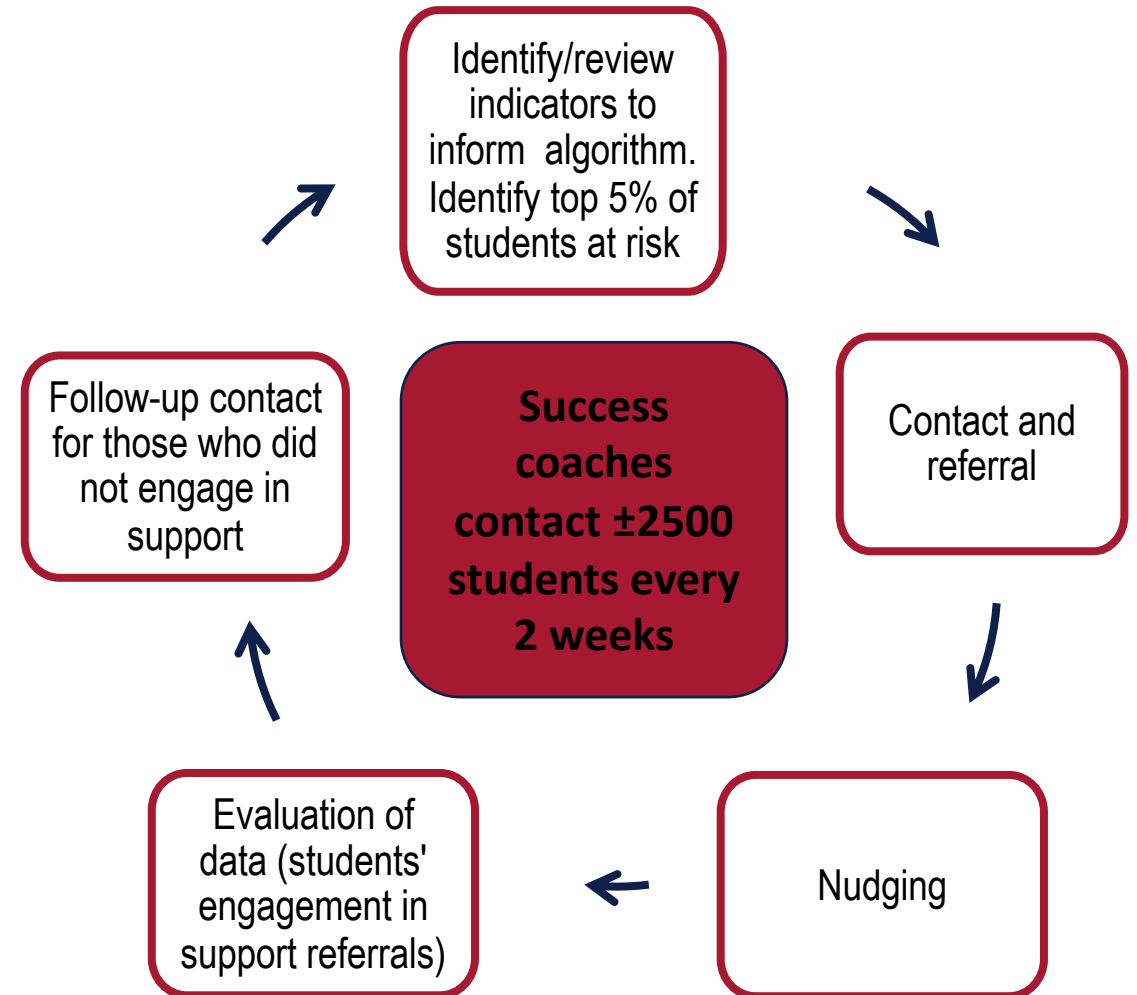 Identify/review
indicators to
inform algorithm.
Identify top 5% of
students at risk
Contact and
referral
Nudging
Evaluation of
data (students'
engagement in
support referrals)
Follow-up contact
for those who did
not engage in
support
Success
coaches
contact ±2500
students every
2 weeks